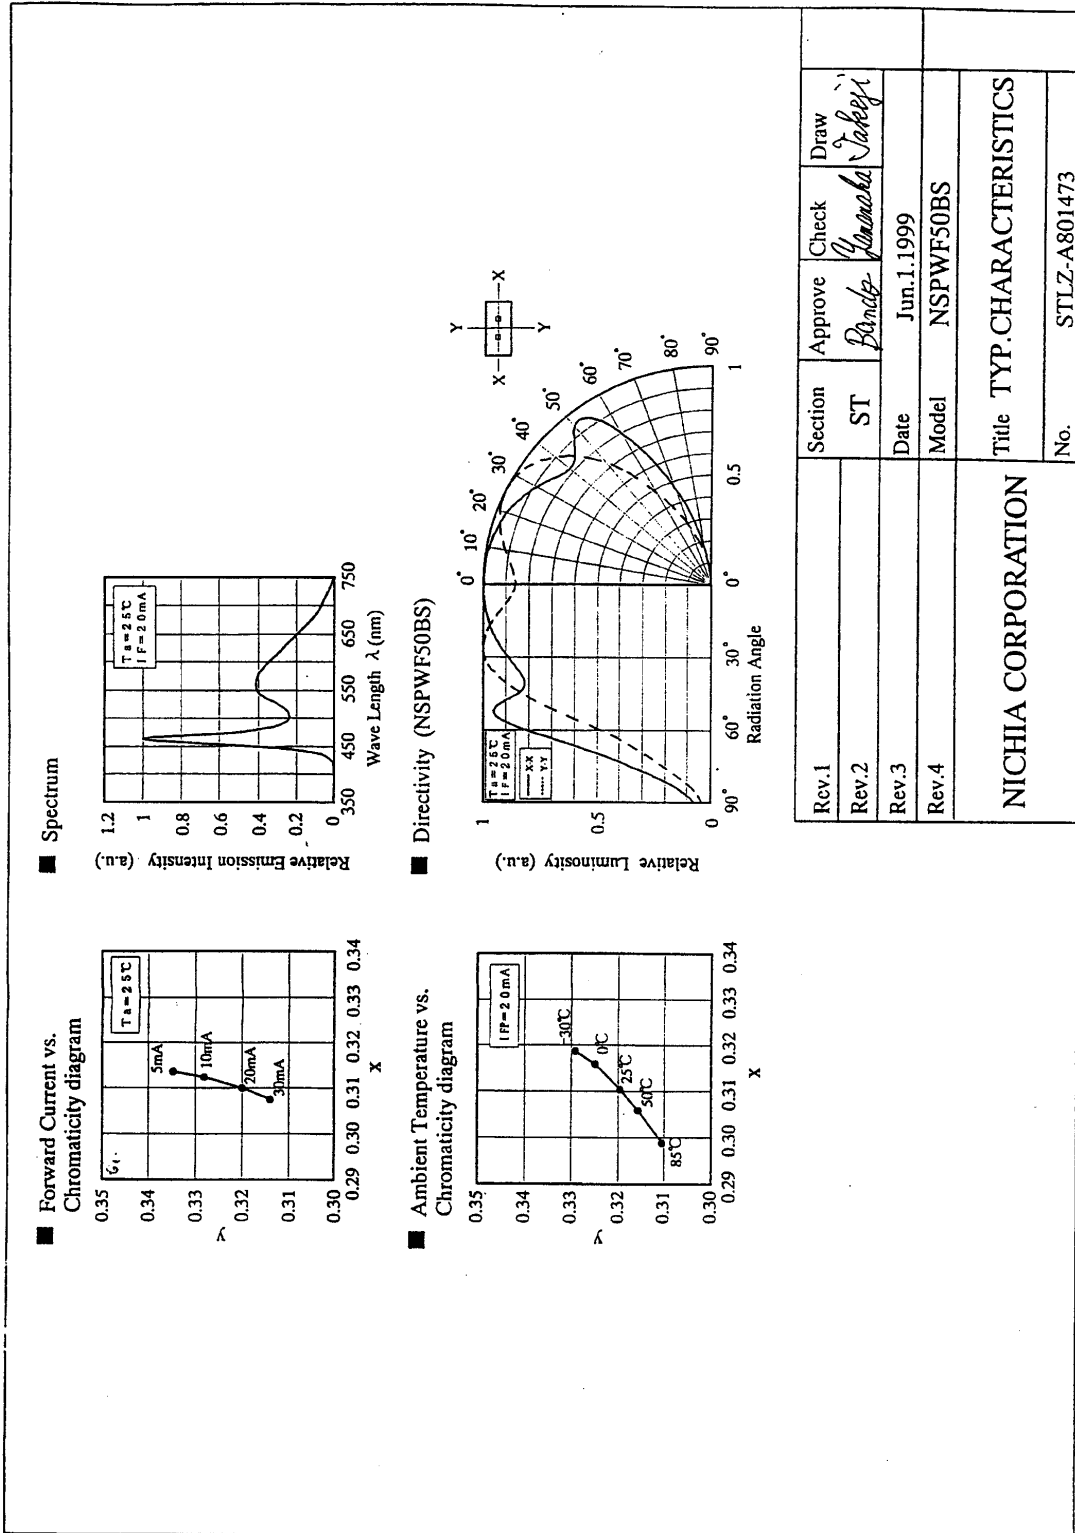 ■ Forward Current vs.
Chromaticity diagram
Ta=25℃
5mA
10mA
20mA
30mA
0.35
0.34
0.33
0.32
0.31
0.30
y
0.29 0.30 0.31 0.32 0.33 0.34
x
■ Spectrum
Ta=25℃
IF=20mA
1.2
1
0.8
0.6
0.4
0.2
0
Relative Emission Intensity (a.u.)
350 450 550 650 750
Wave Length λ (nm)
■ Ambient Temperature vs.
Chromaticity diagram
IFP=20mA
-30℃
0℃
25℃
50℃
85℃
0.35
0.34
0.33
0.32
0.31
0.30
y
0.29 0.30 0.31 0.32 0.33 0.34
x
■ Directivity (NSPWF50BS)
Ta=25℃
IF=20mA
X-X
Y-Y
1
0.5
0
Relative Luminosity (a.u.)
90° 60° 30° 0° 0.5 1
Radiation Angle
0° 10° 20° 30° 40° 50° 60° 70° 80° 90°
Y
X X
Y
Rev.1
Rev.2
Rev.3
Rev.4
Section Approve Check Draw
ST Bando Yamanaka Takeji
Date Jun.1.1999
Model NSPWF50BS
NICHIA CORPORATION
Title TYP.CHARACTERISTICS
No. STLZ-A801473